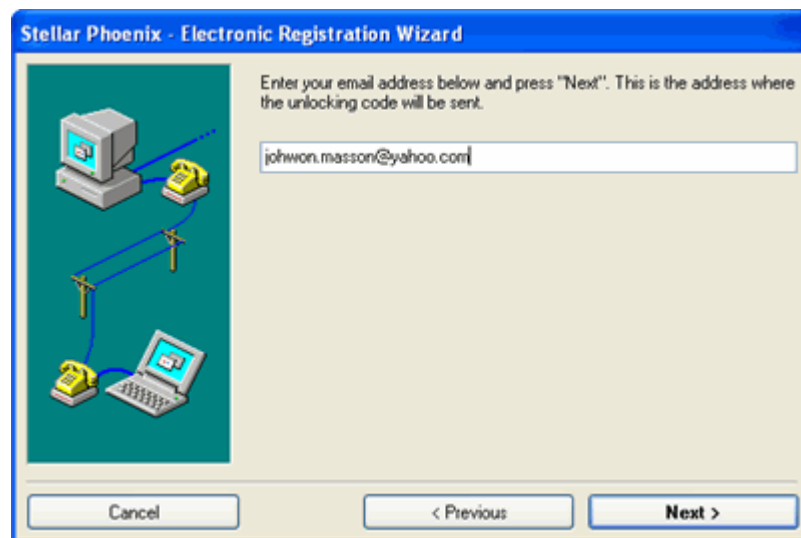 Stellar Phoenix - Electronic Registration Wizard
Enter your email address below and press "Next". This is the address where
the unlocking code will be sent.
johwon.masson@yahoo.com
Cancel
< Previous
Next >